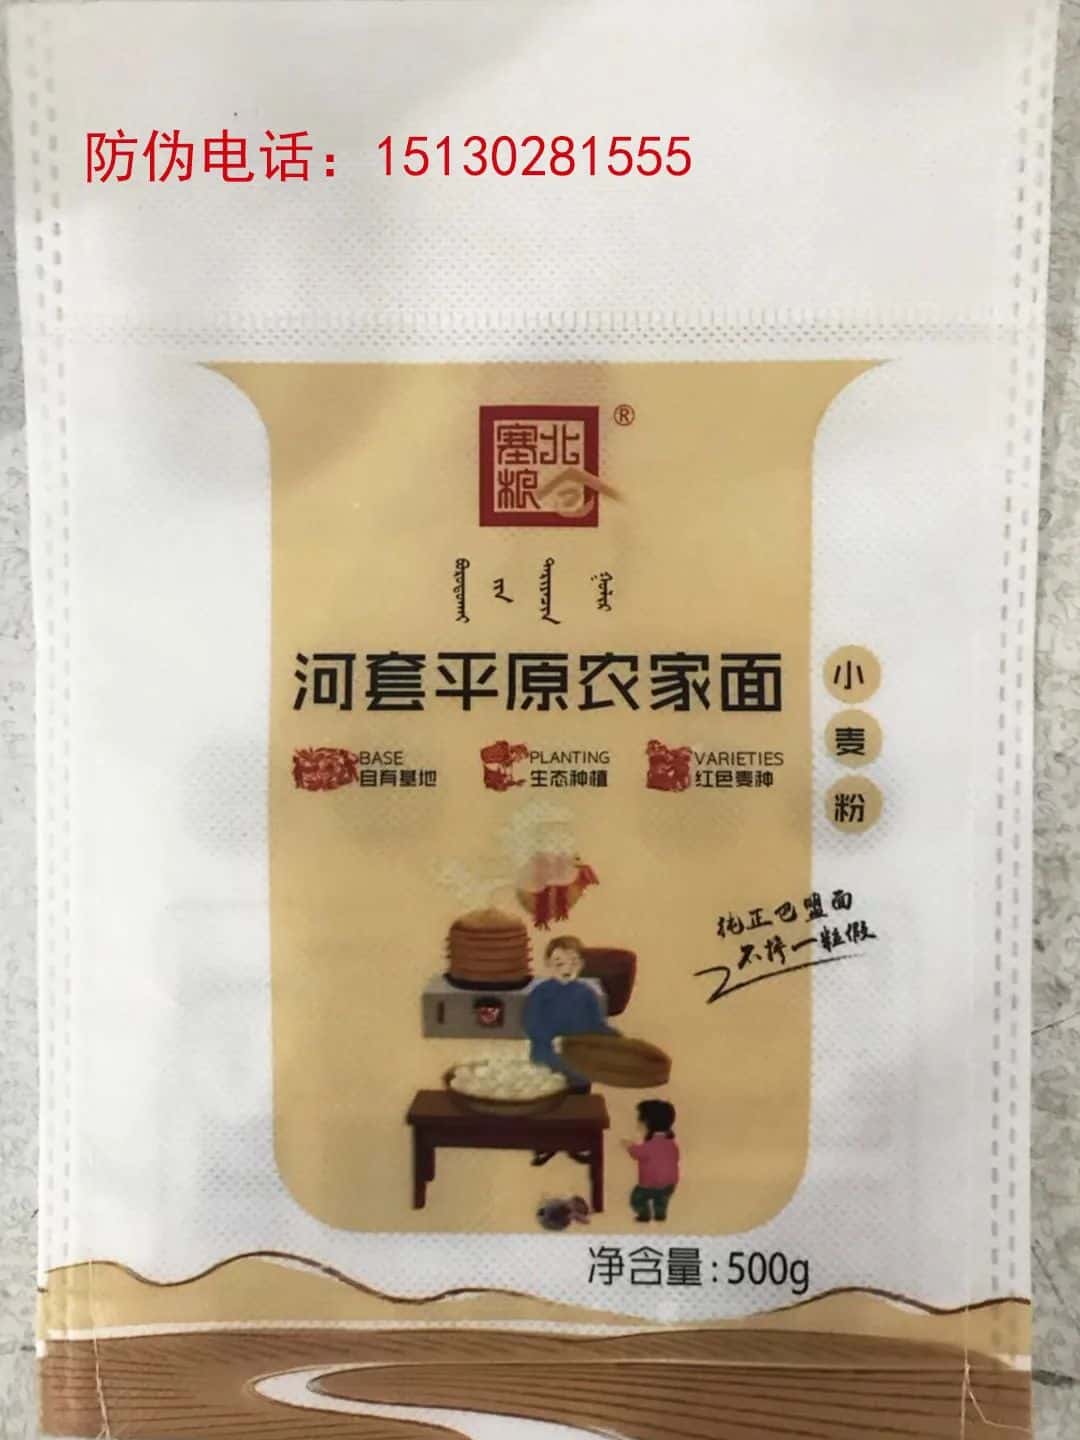 防伪电话：15130281555
塞北粮仓
®
河套平原农家面
小麦粉
BASE
自有基地
PLANTING
生态种植
VARIETIES
红色麦种
纯正巴盟面
不掺一粒假
净含量:500g